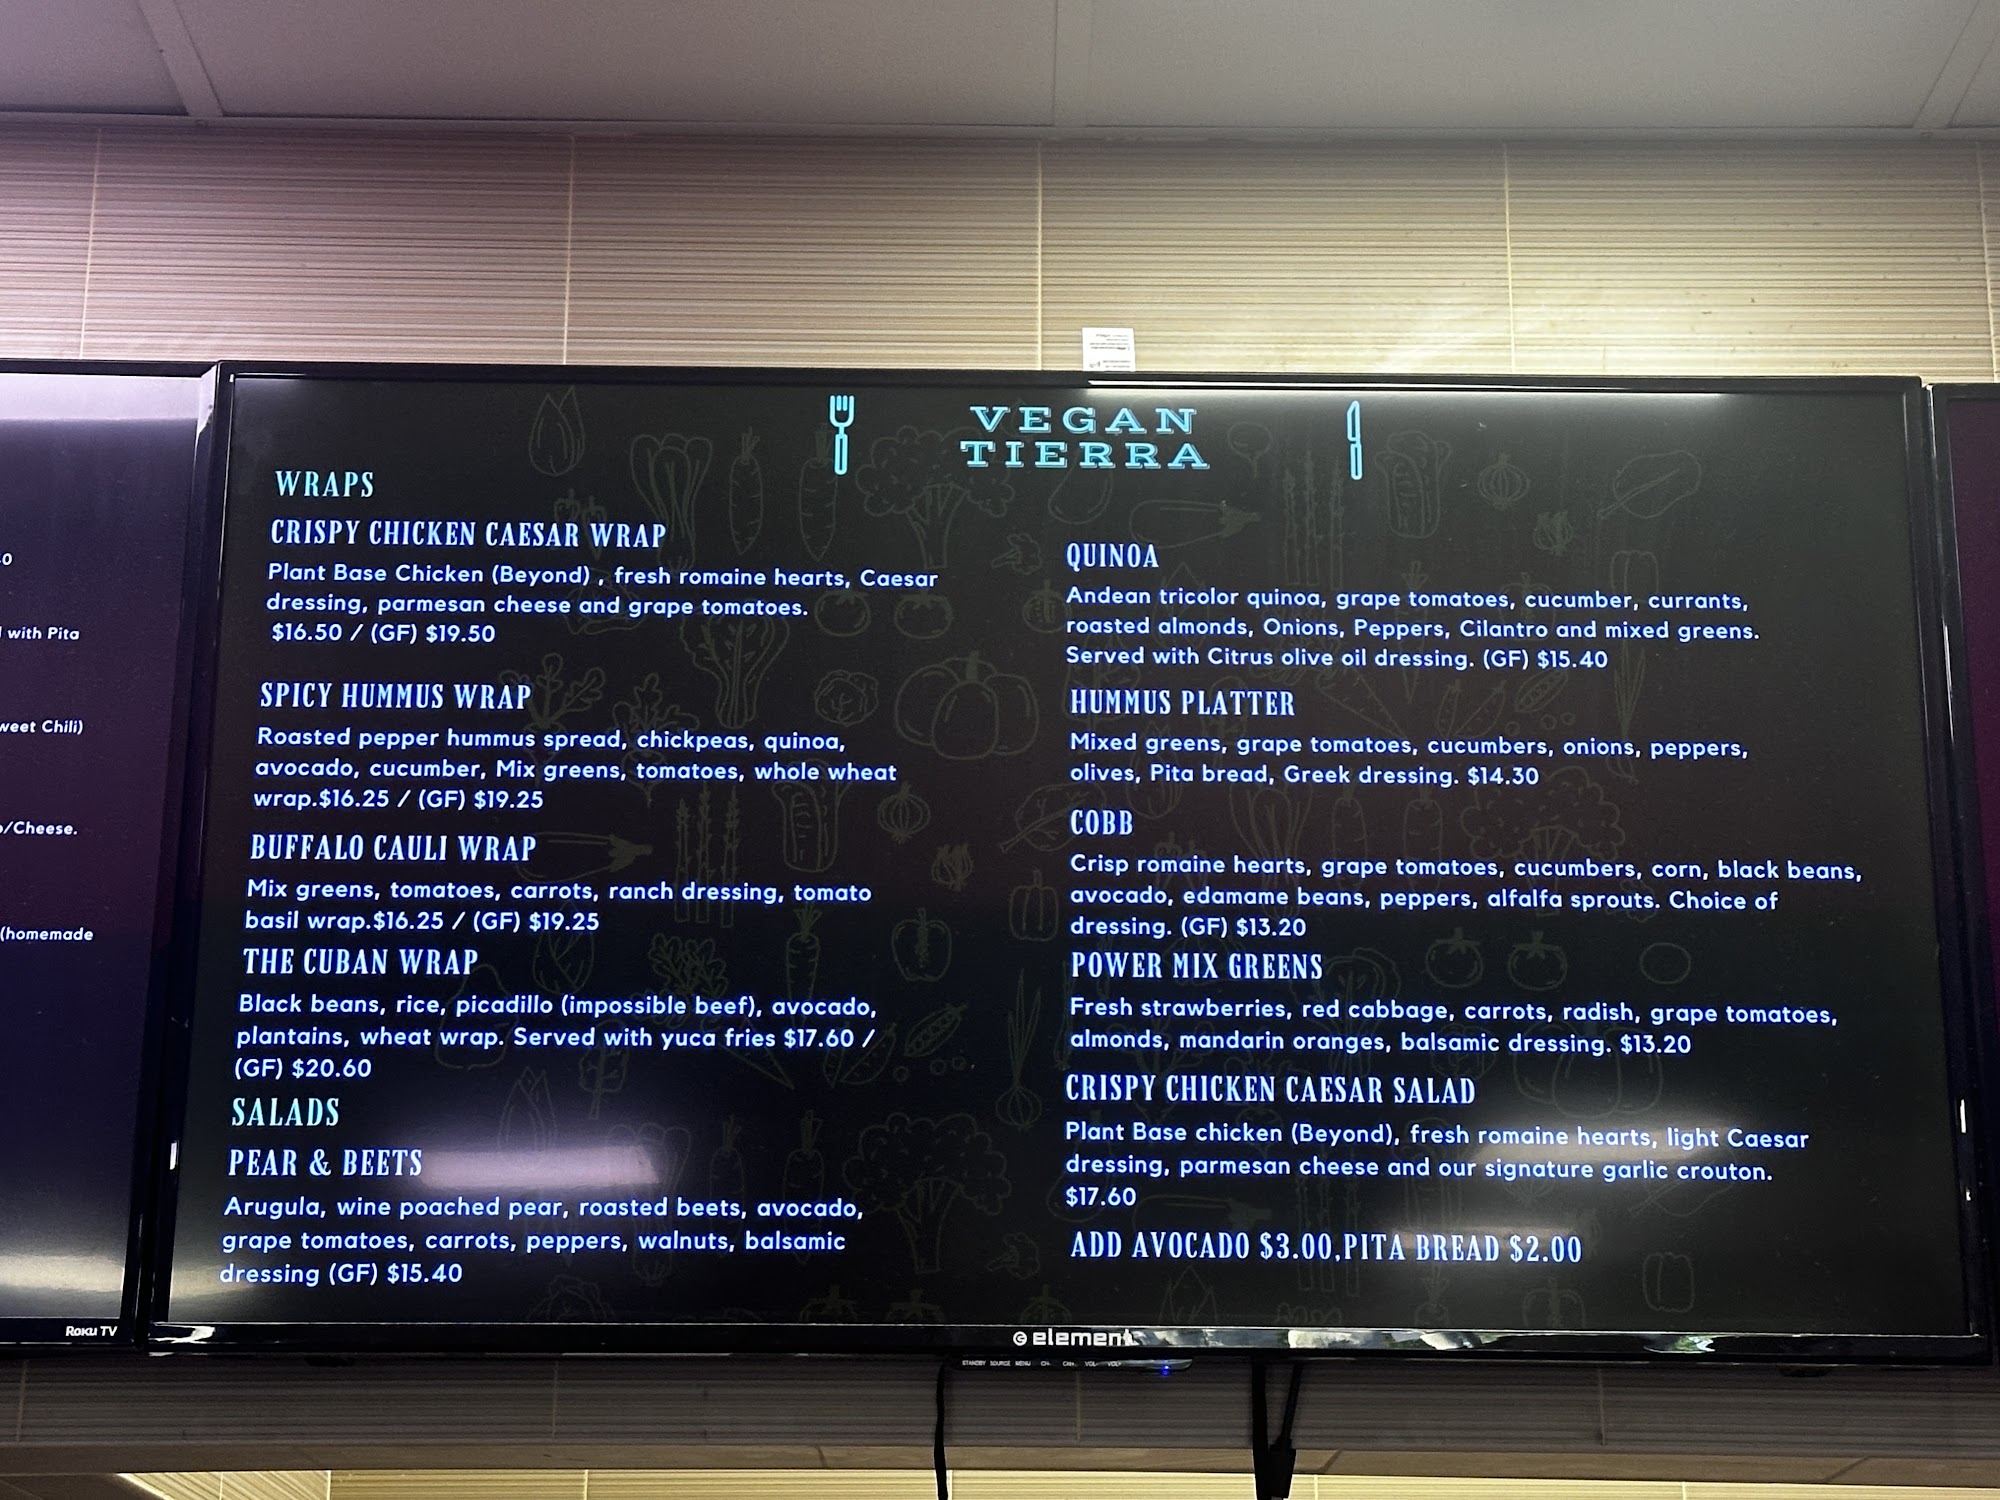 VEGAN
TIERRA
WRAPS
CRISPY CHICKEN CAESAR WRAP
Plant Base Chicken (Beyond) , fresh romaine hearts, Caesar
dressing, parmesan cheese and grape tomatoes.
$16.50 / (GF) $19.50
SPICY HUMMUS WRAP
Roasted pepper hummus spread, chickpeas, quinoa,
avocado, cucumber, Mix greens, tomatoes, whole wheat
wrap.$16.25 / (GF) $19.25
BUFFALO CAULI WRAP
Mix greens, tomatoes, carrots, ranch dressing, tomato
basil wrap.$16.25 / (GF) $19.25
THE CUBAN WRAP
Black beans, rice, picadillo (impossible beef), avocado,
plantains, wheat wrap. Served with yuca fries $17.60 /
(GF) $20.60
SALADS
PEAR & BEETS
Arugula, wine poached pear, roasted beets, avocado,
grape tomatoes, carrots, peppers, walnuts, balsamic
dressing (GF) $15.40
QUINOA
Andean tricolor quinoa, grape tomatoes, cucumber, currants,
roasted almonds, Onions, Peppers, Cilantro and mixed greens.
Served with Citrus olive oil dressing. (GF) $15.40
HUMMUS PLATTER
Mixed greens, grape tomatoes, cucumbers, onions, peppers,
olives, Pita bread, Greek dressing. $14.30
COBB
Crisp romaine hearts, grape tomatoes, cucumbers, corn, black beans,
avocado, edamame beans, peppers, alfalfa sprouts. Choice of
dressing. (GF) $13.20
POWER MIX GREENS
Fresh strawberries, red cabbage, carrots, radish, grape tomatoes,
almonds, mandarin oranges, balsamic dressing. $13.20
CRISPY CHICKEN CAESAR SALAD
Plant Base chicken (Beyond), fresh romaine hearts, light Caesar
dressing, parmesan cheese and our signature garlic crouton.
$17.60
ADD AVOCADO $3.00,PITA BREAD $2.00
with Pita
weet Chili)
/Cheese.
(homemade
Roku TV
element
STANDBY SOURCE MENU CH- CH+ VOL- VOL+